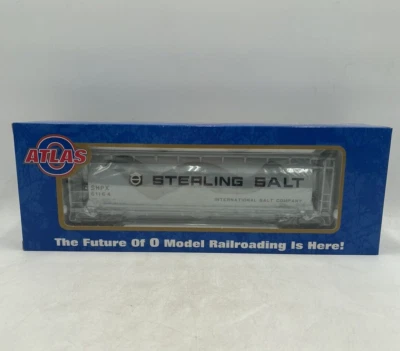 ATLAS
O
STERLING SALT
INTERNATIONAL SALT COMPANY
The Future Of O Model Railroading Is Here!